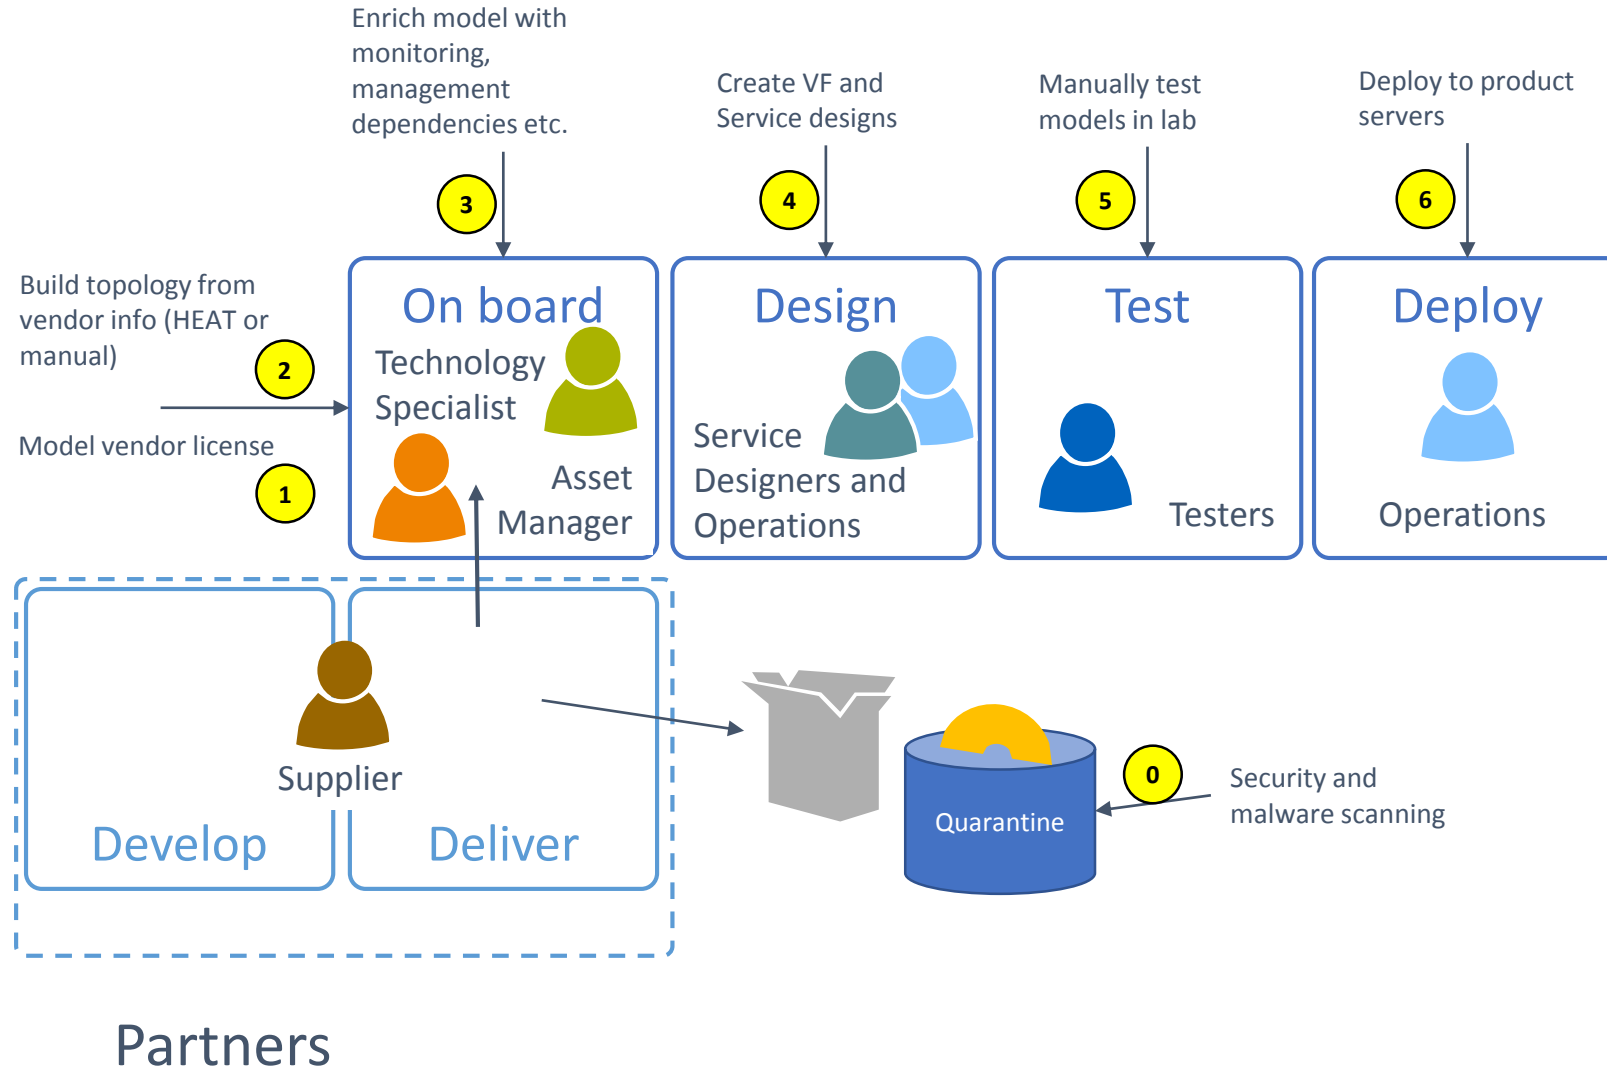 Enrich model with
monitoring,
management
dependencies etc.
Create VF and
Service designs
Manually test
models in lab
Deploy to product
servers
3
4
5
6
Build topology from
vendor info (HEAT or
manual)
2
Model vendor license
1
On board
Technology
Specialist
Asset
Manager
Design
Service
Designers and
Operations
Test
Testers
Deploy
Operations
Supplier
Develop
Deliver
Quarantine
0
Security and
malware scanning
Partners